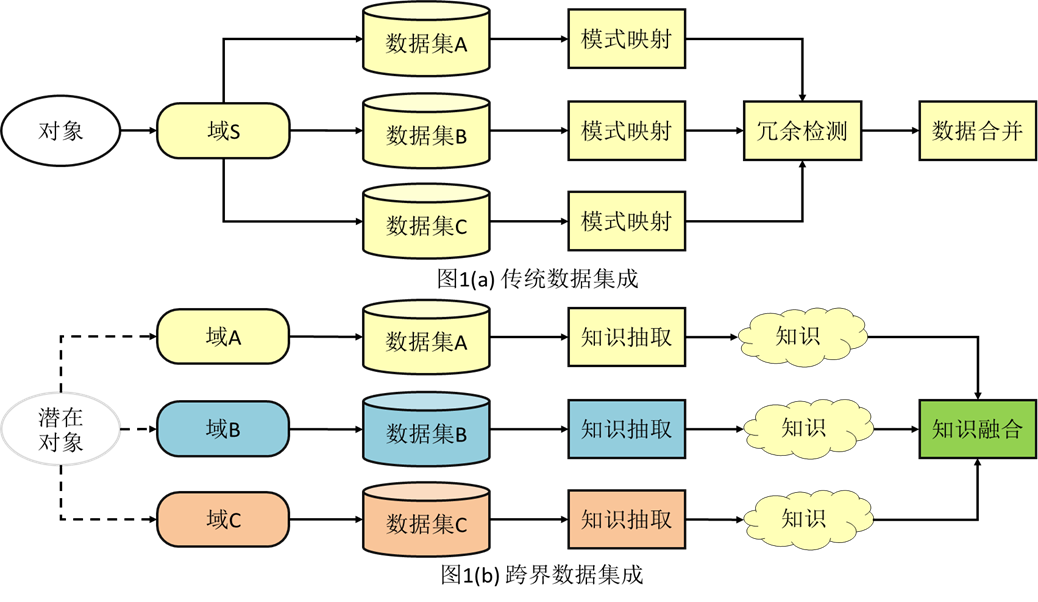 数据集A
模式映射
对象
域S
数据集B
模式映射
冗余检测
数据合并
数据集C
模式映射
图1(a) 传统数据集成
域A
数据集A
知识抽取
知识
潜在
对象
域B
数据集B
知识抽取
知识
知识融合
域C
数据集C
知识抽取
知识
图1(b) 跨界数据集成